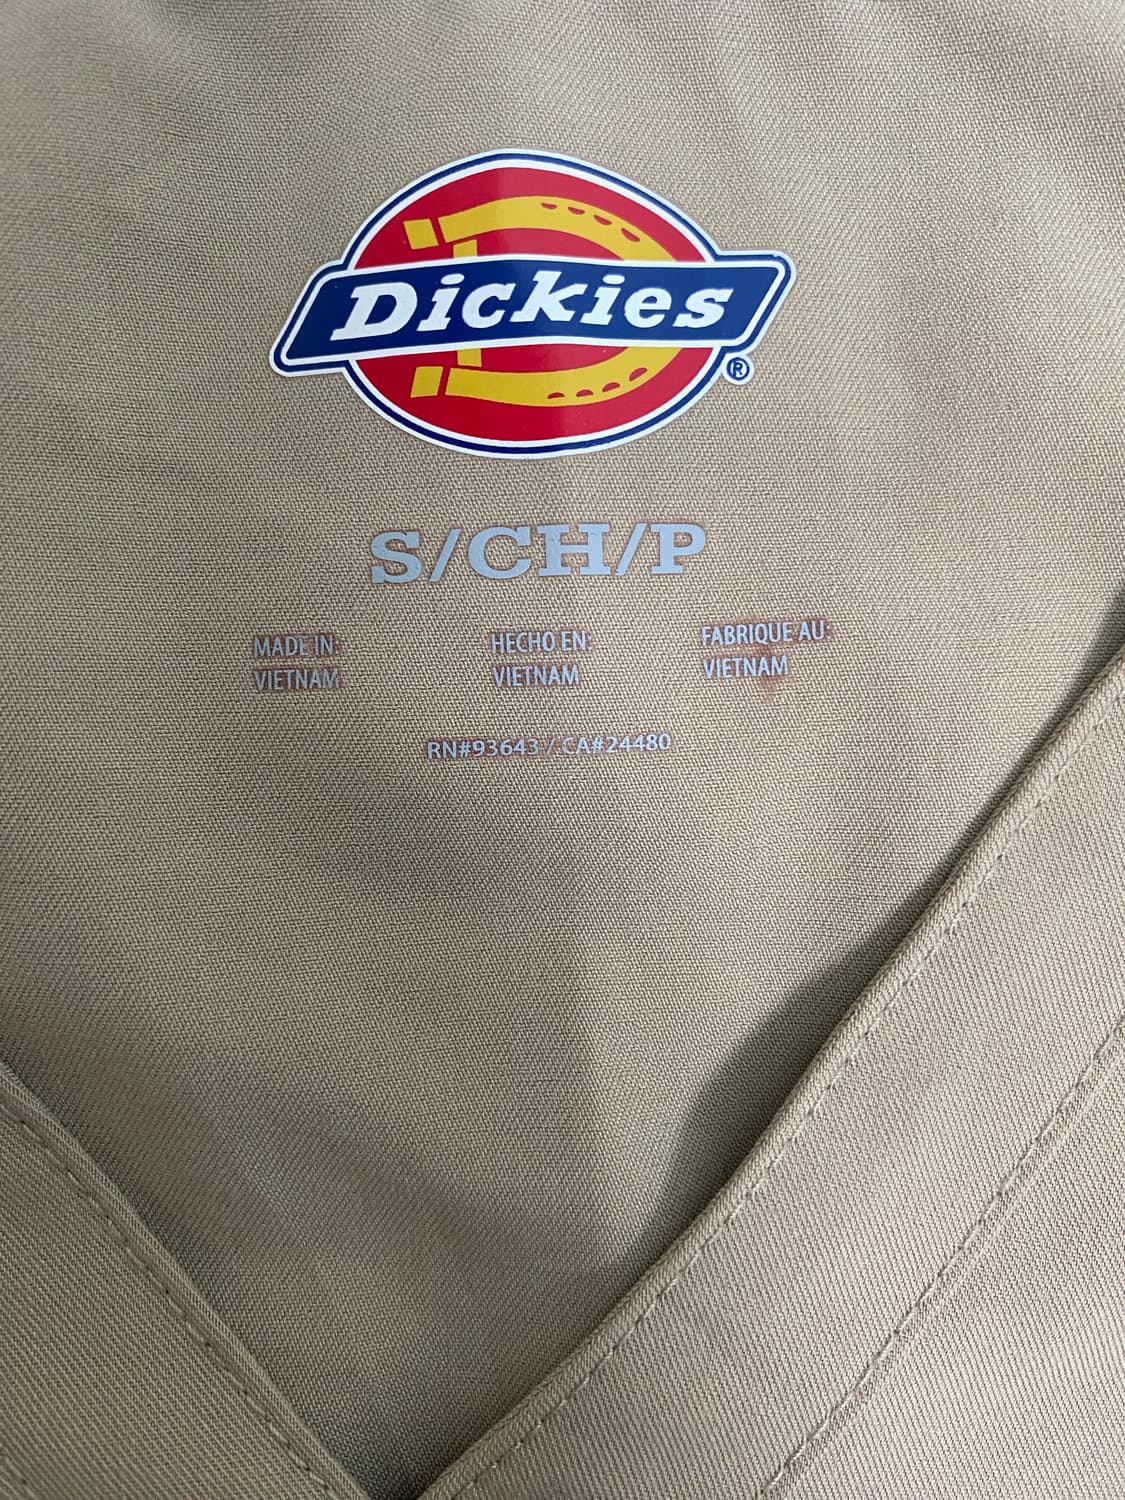 Dickies®
S/CH/P
MADE IN: HECHO EN: FABRIQUE AU:
VIETNAM VIETNAM VIETNAM
RN#93643 / CA#24480